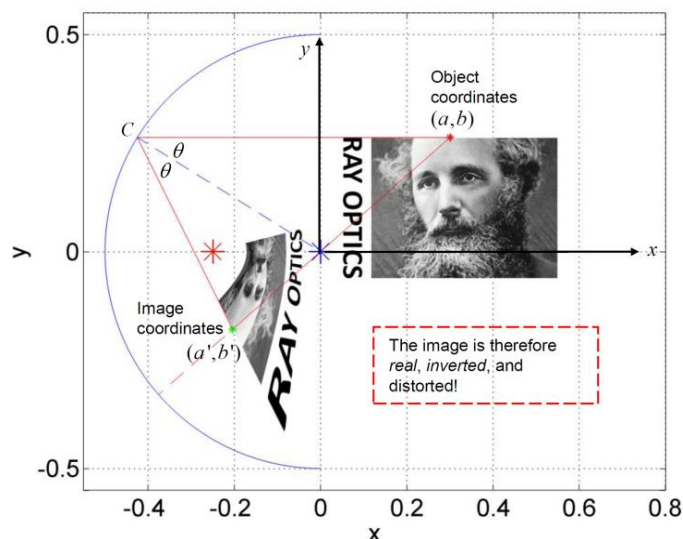 0.5
y
Object
coordinates
(a,b)
C
θ
θ
RAY OPTICS
y
0
x
RAY OPTICS
Image
coordinates
(a',b')
The image is therefore
real, inverted, and
distorted!
-0.5
-0.4
-0.2
0
0.2
0.4
0.6
0.8
x